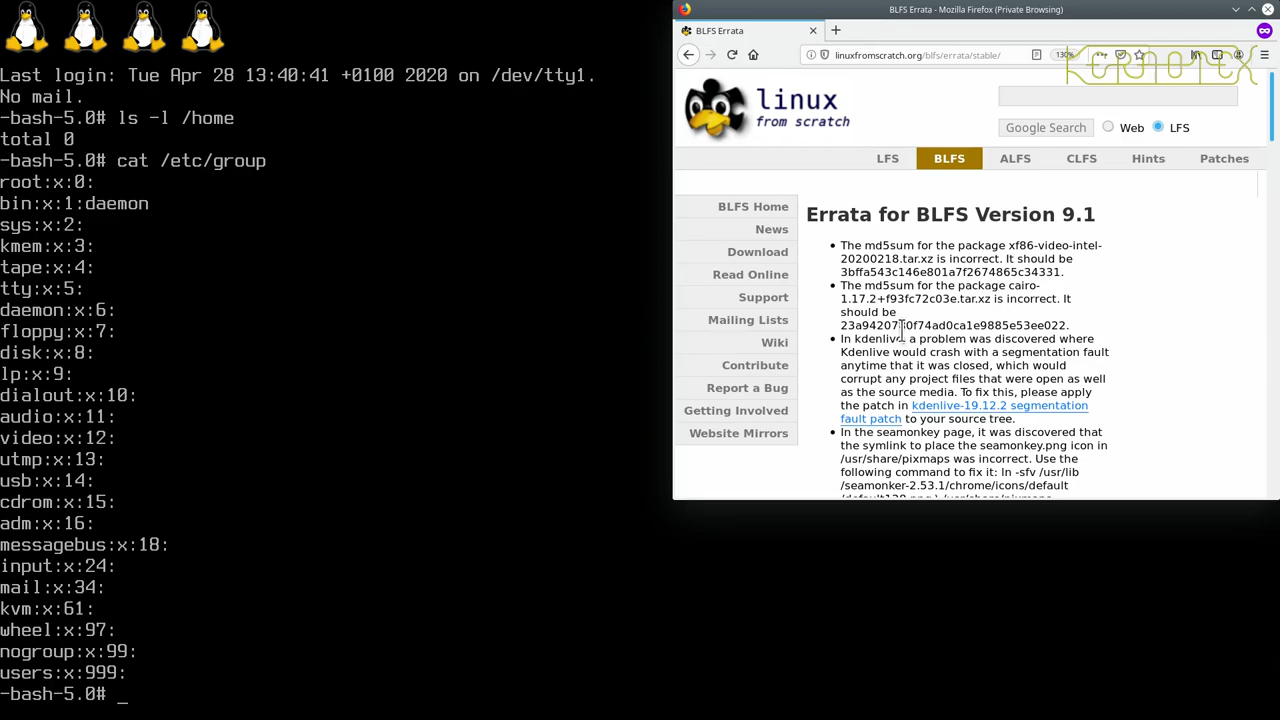 Last login: Tue Apr 28 13:40:41 +0100 2020 on /dev/tty1.
No mail.
-bash-5.0# ls -l /home
total 0
-bash-5.0# cat /etc/group
root:x:0:
bin:x:1:daemon
sys:x:2:
kmem:x:3:
tape:x:4:
tty:x:5:
daemon:x:6:
floppy:x:7:
disk:x:8:
lp:x:9:
dialout:x:10:
audio:x:11:
video:x:12:
utmp:x:13:
usb:x:14:
cdrom:x:15:
adm:x:16:
messagebus:x:18:
input:x:24:
mail:x:34:
kvm:x:61:
wheel:x:97:
nogroup:x:99:
users:x:999:
-bash-5.0# _
BLFS Errata - Mozilla Firefox (Private Browsing)
BLFS Errata
linuxfromscratch.org/blfs/errata/stable/
130%
KERNOTEX
linux
from scratch
Google Search
Web
LFS
LFS
BLFS
ALFS
CLFS
Hints
Patches
BLFS Home
News
Download
Read Online
Support
Mailing Lists
Wiki
Contribute
Report a Bug
Getting Involved
Website Mirrors
Errata for BLFS Version 9.1
The md5sum for the package xf86-video-intel-
20200218.tar.xz is incorrect. It should be
3bffa543c146e801a7f2674865c34331.
The md5sum for the package cairo-
1.17.2+f93fc72c03e.tar.xz is incorrect. It
should be
In kdenlive a problem was discovered where
Kdenlive would crash with a segmentation fault
anytime that it was closed, which would
corrupt any project files that were open as well
as the source media. To fix this, please apply
the patch in kdenlive-19.12.2 segmentation
fault patch to your source tree.
In the seamonkey page, it was discovered that
the symlink to place the seamonkey.png icon in
/usr/share/pixmaps was incorrect. Use the
following command to fix it: ln -sfv /usr/lib
/seamonker-2.53.1/chrome/icons/default